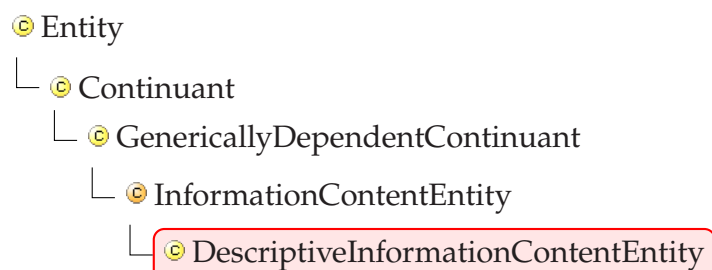 Entity
Continuant
GenericallyDependentContinuant
InformationContentEntity
DescriptiveInformationContentEntity